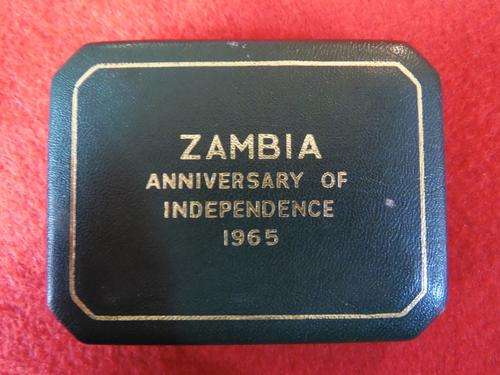 ZAMBIA
ANNIVERSARY OF
INDEPENDENCE
1965